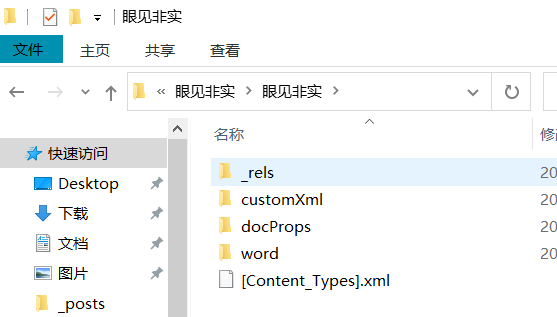 眼见非实
文件 主页 共享 查看
« 眼见非实 > 眼见非实 >
名称 修改
快速访问
Desktop
下载
文档
图片
_posts
_rels 20
customXml 20
docProps 20
word 20
[Content_Types].xml 20